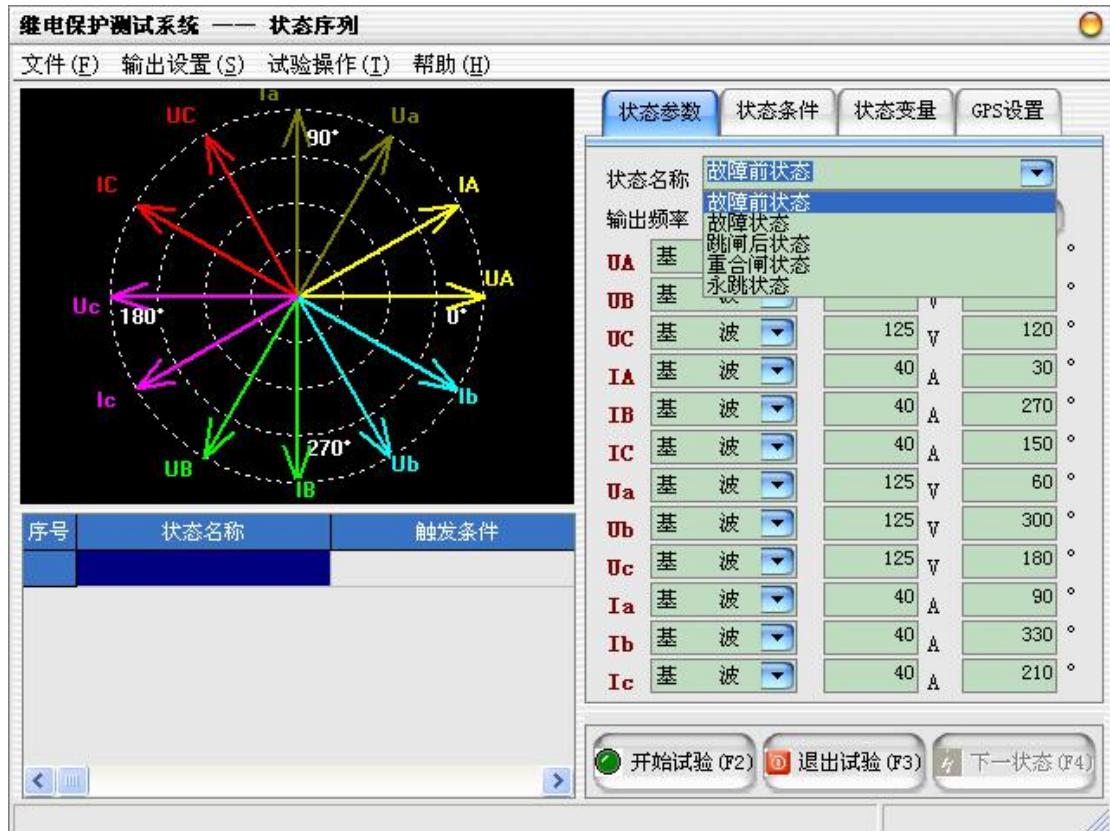 继电保护测试系统 —— 状态序列
文件(F) 输出设置(S) 试验操作(T) 帮助(H)
Ia
UC
Ua
90°
IC
IA
UA
Uc
180°
0°
Ic
Ib
270°
UB
Ub
IB
序号 状态名称 触发条件
状态参数 状态条件 状态变量 GPS设置
状态名称 故障前状态
故障前状态
故障状态
跳闸后状态
重合闸状态
永跳状态
输出频率
UA 基 °
UB 基 波 V °
UC 基 波 125 V 120 °
IA 基 波 40 A 30 °
IB 基 波 40 A 270 °
IC 基 波 40 A 150 °
Ua 基 波 125 V 60 °
Ub 基 波 125 V 300 °
Uc 基 波 125 V 180 °
Ia 基 波 40 A 90 °
Ib 基 波 40 A 330 °
Ic 基 波 40 A 210 °
开始试验(F2) 退出试验(F3) 下一状态(F4)